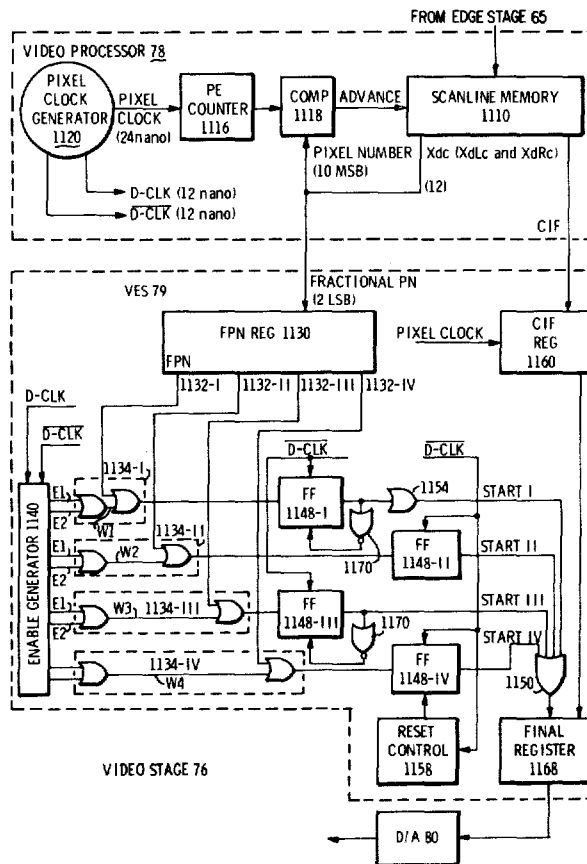 FROM EDGE STAGE 65
VIDEO PROCESSOR 78
PIXEL
CLOCK
GENERATOR
1120
PIXEL
CLOCK
(24nano)
PE
COUNTER
1116
COMP
1118
ADVANCE
SCANLINE MEMORY
1110
PIXEL NUMBER
(10 MSB)
Xdc (XdLc and XdRc)
(12)
D-CLK (12 nano)
D-CLK (12 nano)
CIF
FRACTIONAL PN
(2 LSB)
VES 79
FPN REG 1130
FPN
PIXEL CLOCK
CIF
REG
1160
1132-I
1132-II
1132-III
1132-IV
D-CLK
D-CLK
1134-I
D-CLK
D-CLK
ENABLE GENERATOR 1140
E1
E2
W1
FF
1148-I
1154
START I
1134-II
E1
E2
W2
1170
FF
1148-II
START II
E1
E2
W3
1134-III
FF
1148-III
1170
START III
START IV
1134-IV
W4
FF
1148-IV
1150
RESET
CONTROL
1158
FINAL
REGISTER
1168
VIDEO STAGE 76
D/A 80